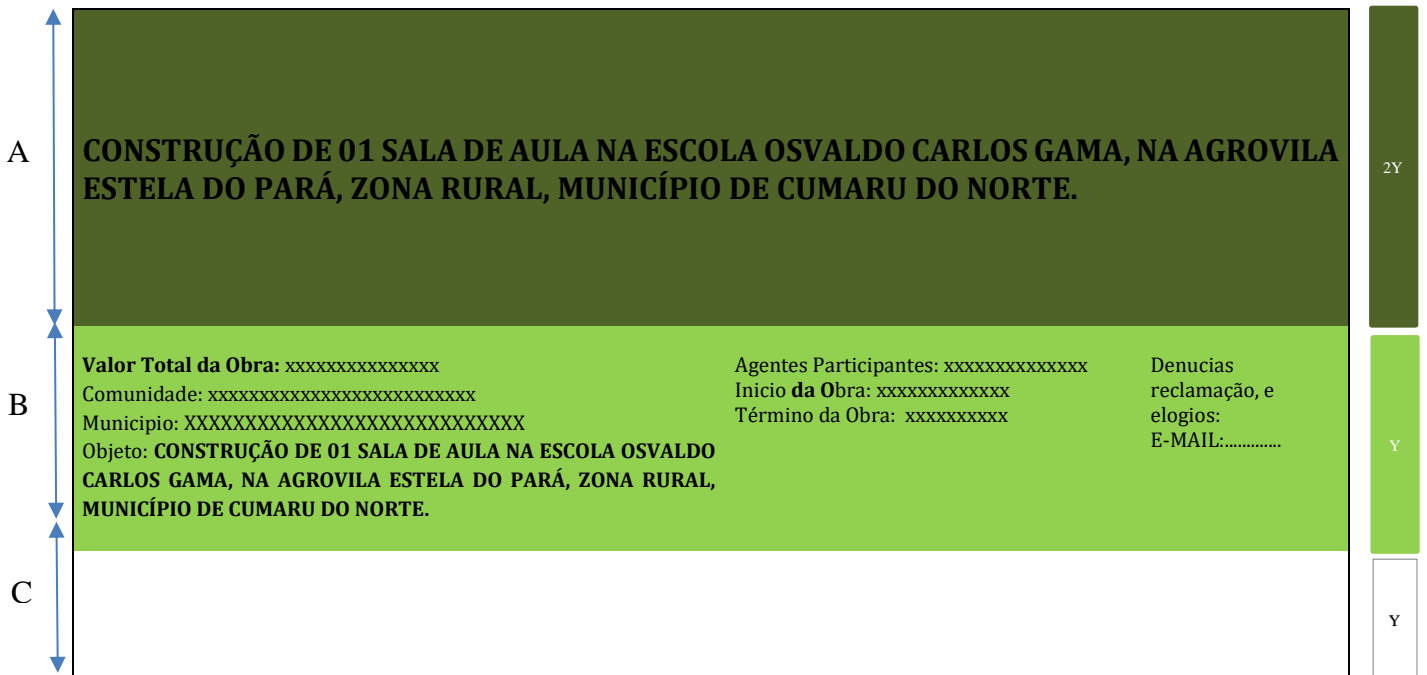 A
CONSTRUÇÃO DE 01 SALA DE AULA NA ESCOLA OSVALDO CARLOS GAMA, NA AGROVILA
ESTELA DO PARÁ, ZONA RURAL, MUNICÍPIO DE CUMARU DO NORTE.
2Y
B
Valor Total da Obra: xxxxxxxxxxxxxxx
Comunidade: xxxxxxxxxxxxxxxxxxxxxxxxxx
Municipio: XXXXXXXXXXXXXXXXXXXXXXXXXXXX
Objeto: CONSTRUÇÃO DE 01 SALA DE AULA NA ESCOLA OSVALDO
CARLOS GAMA, NA AGROVILA ESTELA DO PARÁ, ZONA RURAL,
MUNICÍPIO DE CUMARU DO NORTE.
Agentes Participantes: xxxxxxxxxxxxxx
Inicio da Obra: xxxxxxxxxxxxx
Término da Obra: xxxxxxxxxx
Denucias
reclamação, e
elogios:
E-MAIL:.............
Y
C
Y